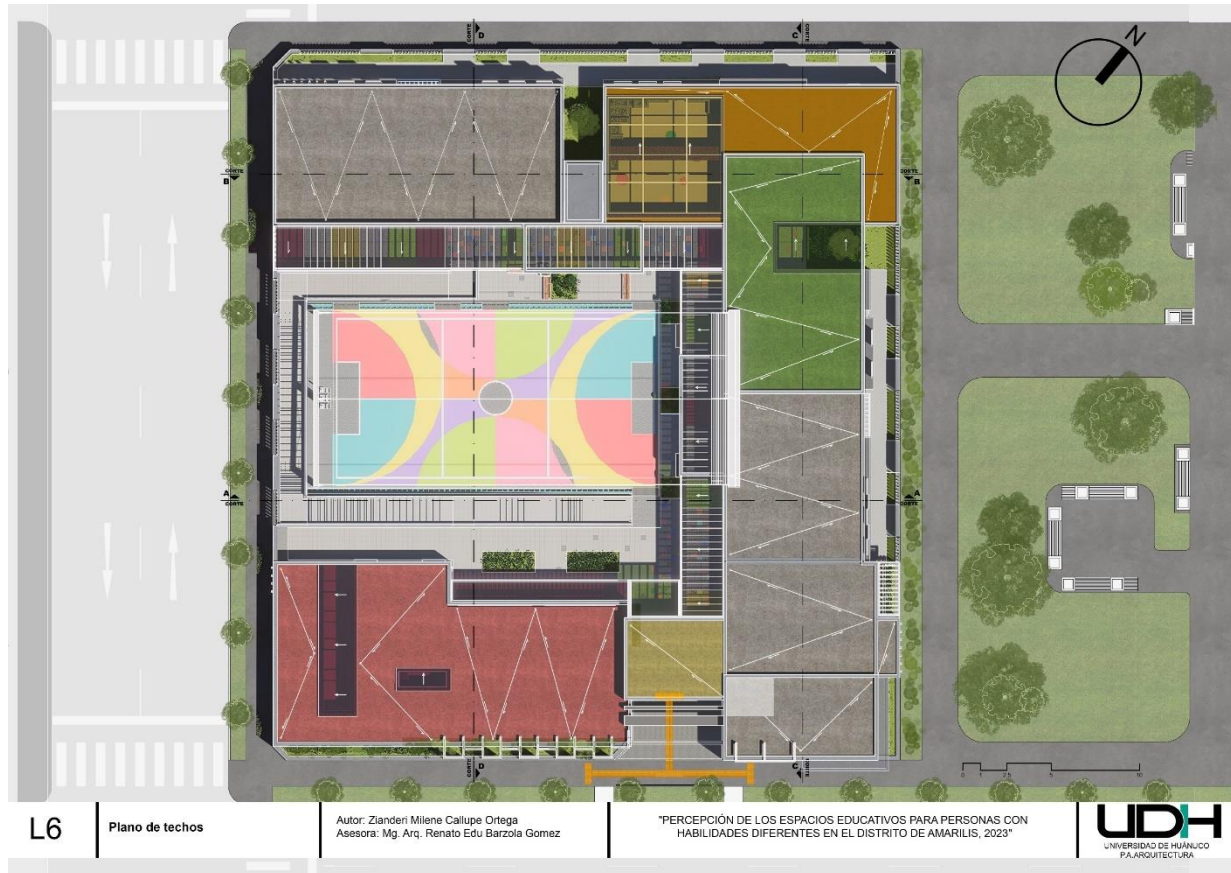 N
CORTE
D
CORTE
C
CORTE
B
CORTE
B
A
CORTE
A
CORTE
D
CORTE
C
CORTE
0 1 2.5 5 10
L6
Plano de techos
Autor: Zianderi Milene Callupe Ortega
Asesora: Mg. Arq. Renato Edu Barzola Gomez
"PERCEPCIÓN DE LOS ESPACIOS EDUCATIVOS PARA PERSONAS CON
HABILIDADES DIFERENTES EN EL DISTRITO DE AMARILIS, 2023"
UDH
UNIVERSIDAD DE HUÁNUCO
P.A.ARQUITECTURA